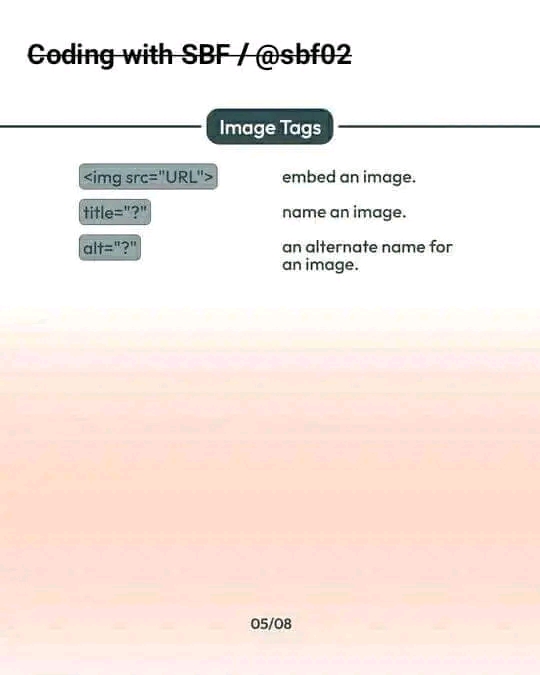 Coding with SBF / @sbf02
Image Tags
<img src="URL"> embed an image.
title="?" name an image.
alt="?" an alternate name for
an image.
05/08